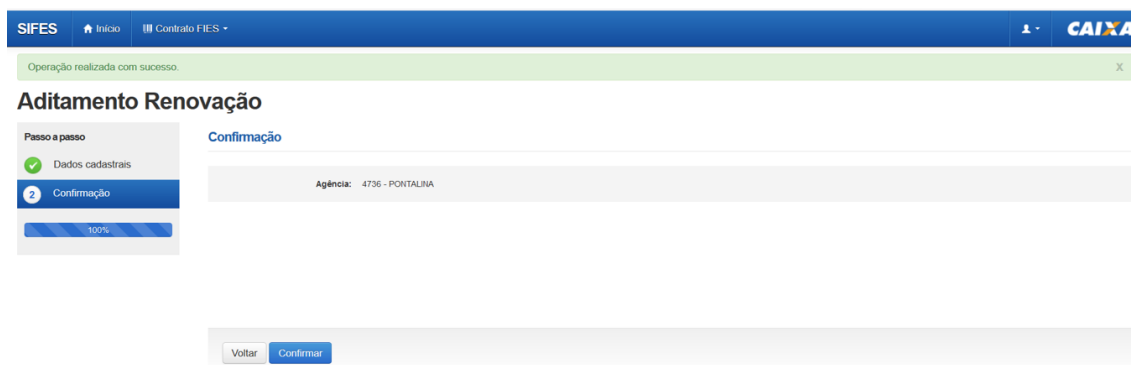 SIFES Início Contrato FIES CAIXA
Operação realizada com sucesso. X
Aditamento Renovação
Passo a passo
Confirmação
Dados cadastrais
2 Confirmação
Agência: 4736 - PONTALINA
100%
Voltar Confirmar